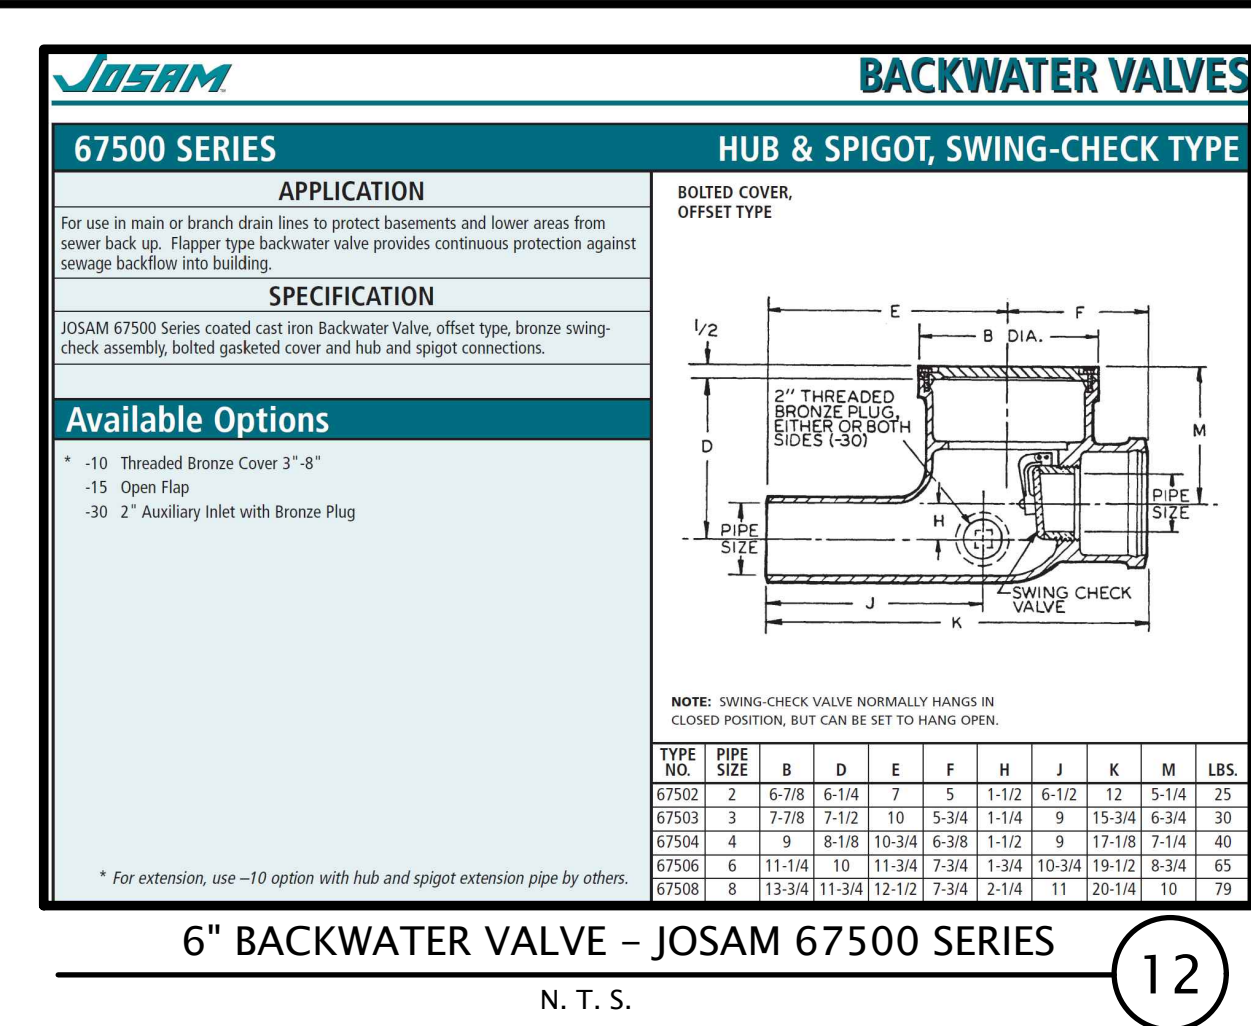 JOSAM
BACKWATER VALVES
67500 SERIES
HUB & SPIGOT, SWING-CHECK TYPE
APPLICATION
For use in main or branch drain lines to protect basements and lower areas from
sewer back up. Flapper type backwater valve provides continuous protection against
sewage backflow into building.
SPECIFICATION
JOSAM 67500 Series coated cast iron Backwater Valve, offset type, bronze swing-
check assembly, bolted gasketed cover and hub and spigot connections.
Available Options
* -10 Threaded Bronze Cover 3"-8"
-15 Open Flap
-30 2" Auxiliary Inlet with Bronze Plug
* For extension, use –10 option with hub and spigot extension pipe by others.
BOLTED COVER,
OFFSET TYPE
E
F
1/2
B DIA.
2" THREADED
BRONZE PLUG,
EITHER OR BOTH
SIDES (-30)
D
M
H
PIPE
SIZE
PIPE
SIZE
SWING CHECK
VALVE
J
K
NOTE: SWING-CHECK VALVE NORMALLY HANGS IN
CLOSED POSITION, BUT CAN BE SET TO HANG OPEN.
TYPE NO. PIPE SIZE B D E F H J K M LBS.
67502 2 6-7/8 6-1/4 7 5 1-1/2 6-1/2 12 5-1/4 25
67503 3 7-7/8 7-1/2 10 5-3/4 1-1/4 9 15-3/4 6-3/4 30
67504 4 9 8-1/8 10-3/4 6-3/8 1-1/2 9 17-1/8 7-1/4 40
67506 6 11-1/4 10 11-3/4 7-3/4 1-3/4 10-3/4 19-1/2 8-3/4 65
67508 8 13-3/4 11-3/4 12-1/2 7-3/4 2-1/4 11 20-1/4 10 79
6" BACKWATER VALVE – JOSAM 67500 SERIES
12
N. T. S.